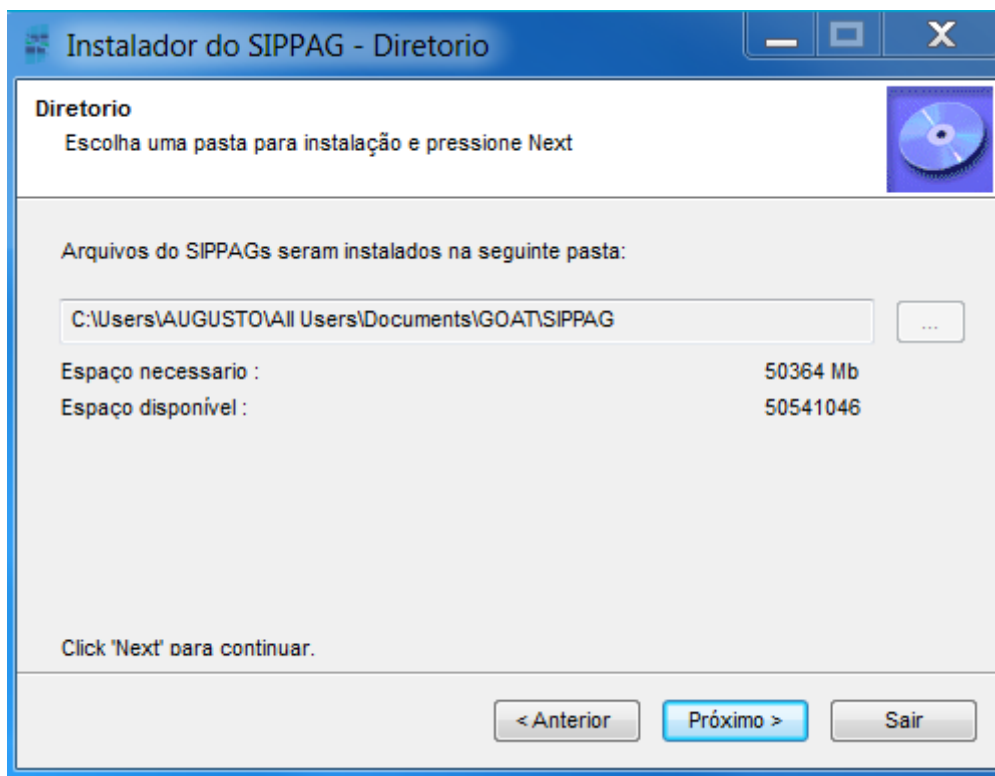 Instalador do SIPPAG - Diretorio
Diretorio
Escolha uma pasta para instalação e pressione Next
Arquivos do SIPPAGs seram instalados na seguinte pasta:
C:\Users\AUGUSTO\All Users\Documents\GOAT\SIPPAG
...
Espaço necessario : 50364 Mb
Espaço disponível : 50541046
Click 'Next' para continuar.
< Anterior Próximo > Sair